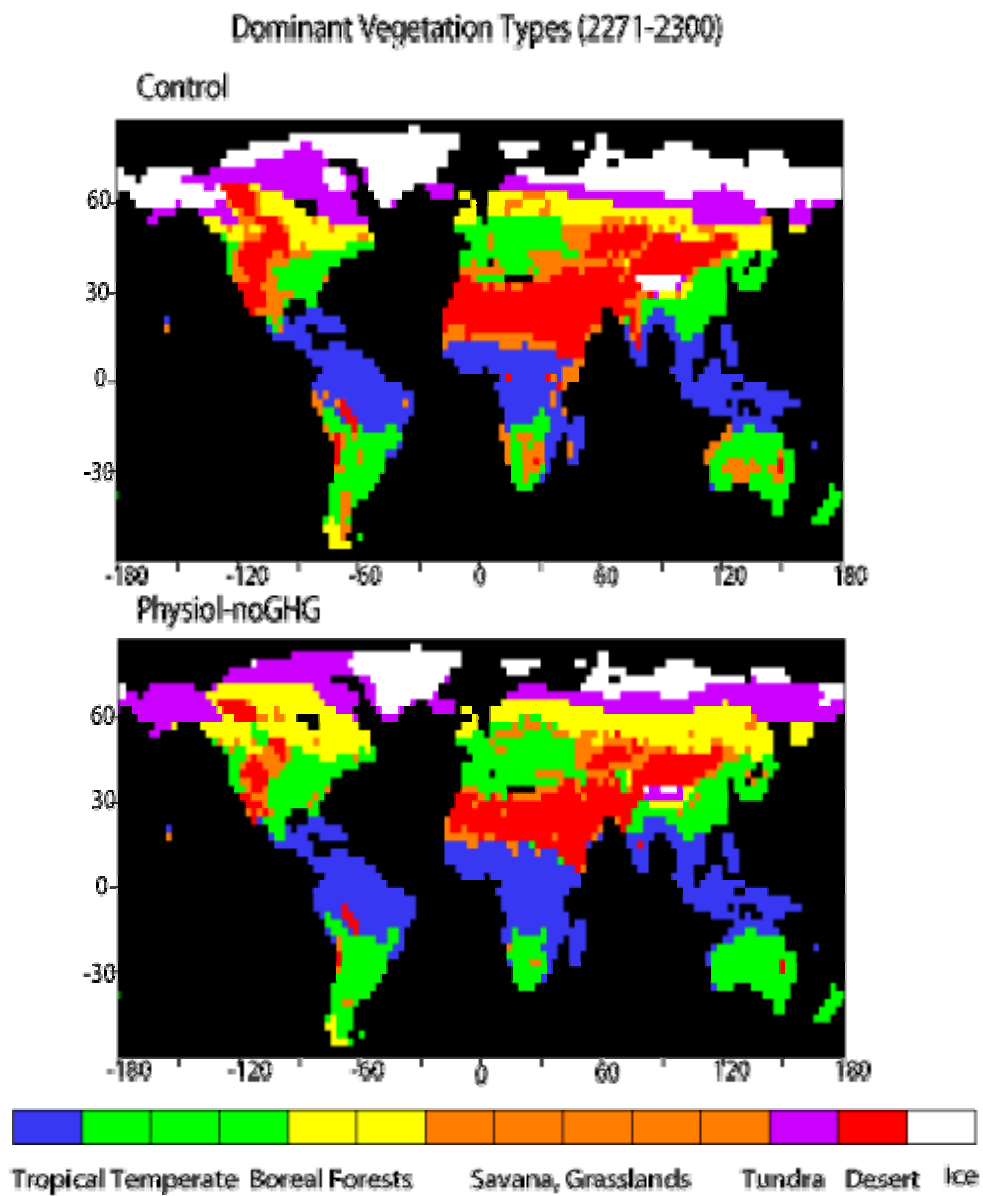 Dominant Vegetation Types (2271-2300)
Control
60
30
0
-30
-180 -120 -60 0 60 120 180
Physiol-noGHG
60
30
0
-30
-180 -120 -60 0 60 120 180
Tropical Temperate Boreal Forests Savana, Grasslands Tundra Desert Ice